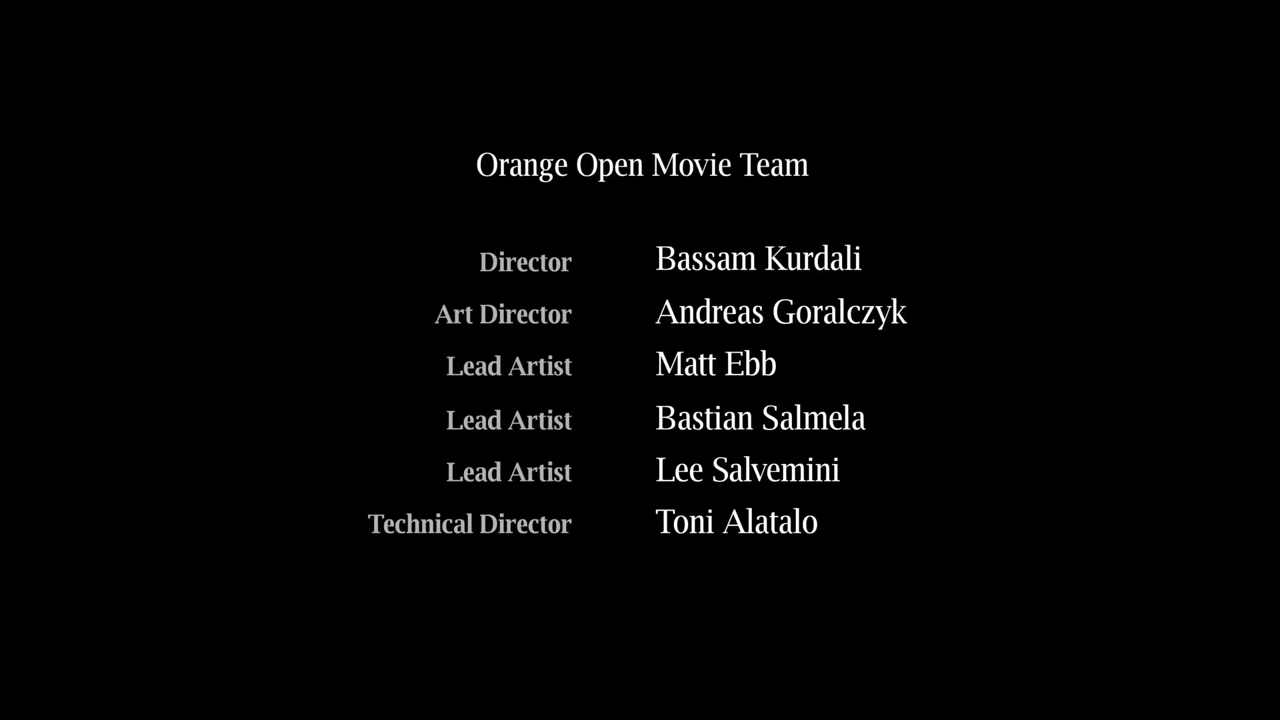 Orange Open Movie Team
Director Bassam Kurdali
Art Director Andreas Goralczyk
Lead Artist Matt Ebb
Lead Artist Bastian Salmela
Lead Artist Lee Salvemini
Technical Director Toni Alatalo